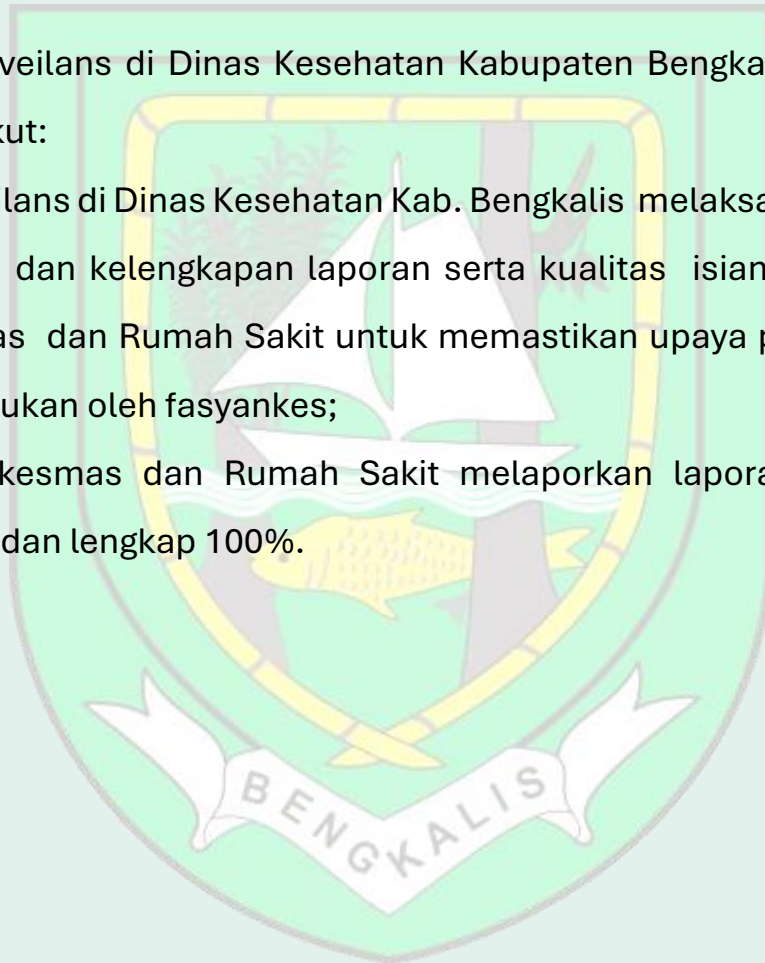 veilans di Dinas Kesehatan Kabupaten Bengka
kut:
ilans di Dinas Kesehatan Kab. Bengkalis melaksa
dan kelengkapan laporan serta kualitas isian
as dan Rumah Sakit untuk memastikan upaya p
ukan oleh fasyankes;
kesmas dan Rumah Sakit melaporkan lapora
dan lengkap 100%.
BENGKALIS